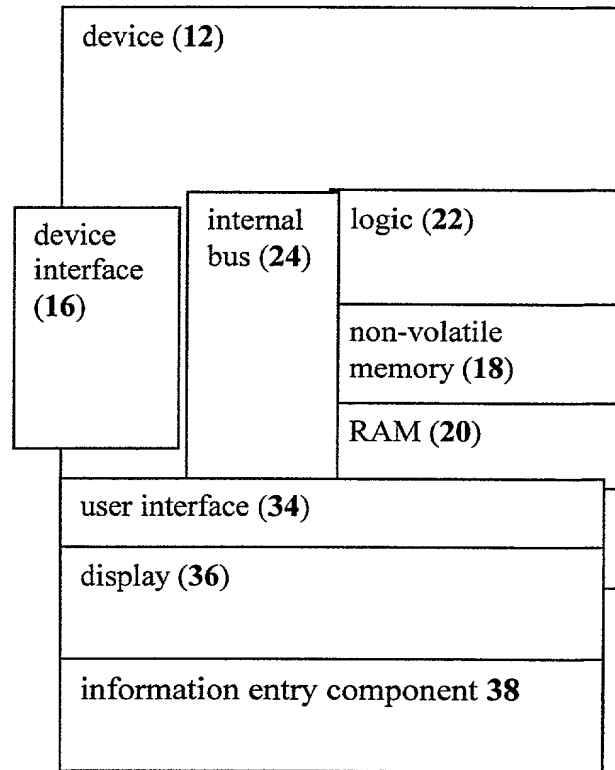 device (12)
device
interface
(16)
internal
bus (24)
logic (22)
non-volatile
memory (18)
RAM (20)
user interface (34)
display (36)
information entry component 38